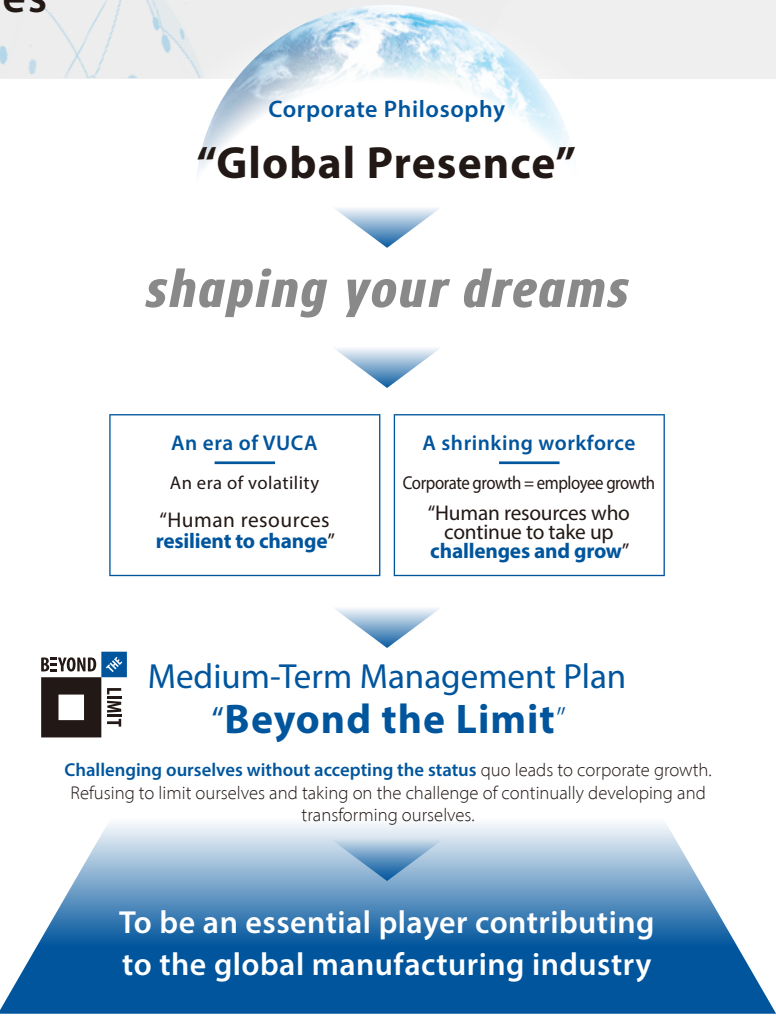 es
Corporate Philosophy
“Global Presence”
shaping your dreams
An era of VUCA
An era of volatility
“Human resources
resilient to change”
A shrinking workforce
Corporate growth = employee growth
“Human resources who
continue to take up
challenges and grow”
BEYOND THE
LIMIT
Medium-Term Management Plan
“Beyond the Limit”
Challenging ourselves without accepting the status quo leads to corporate growth.
Refusing to limit ourselves and taking on the challenge of continually developing and
transforming ourselves.
To be an essential player contributing
to the global manufacturing industry